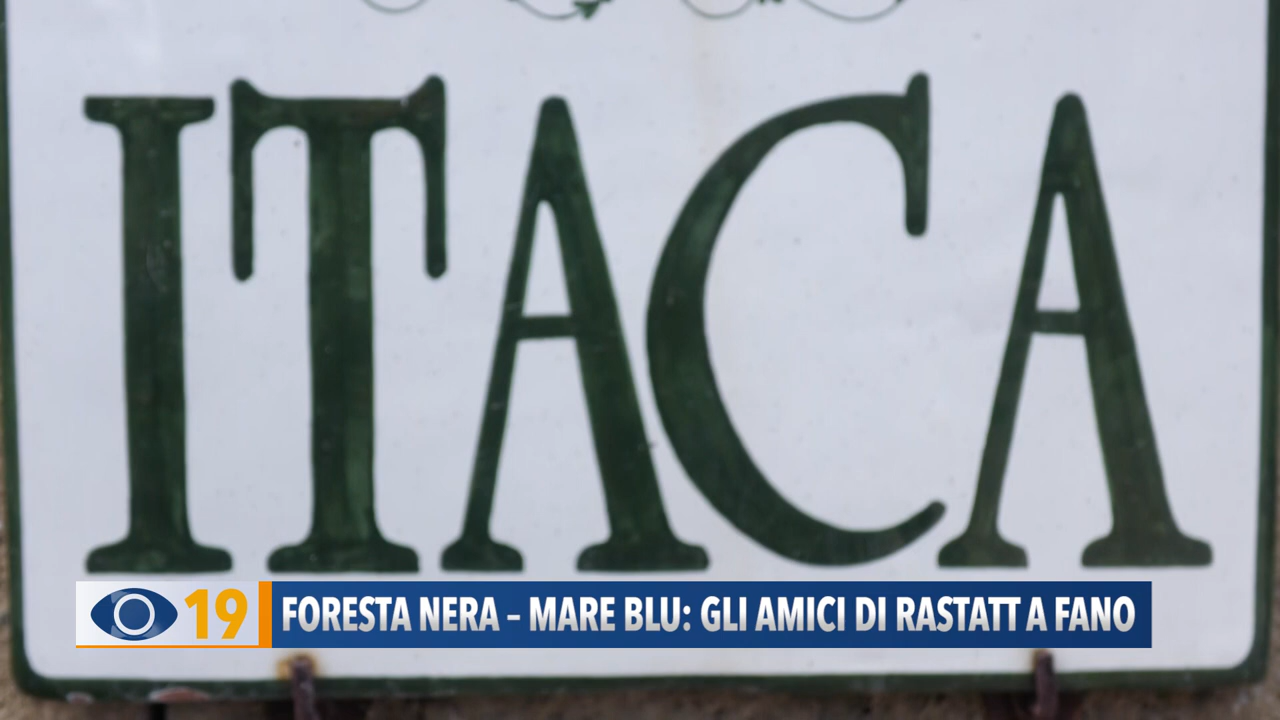 ITACA
19 FORESTA NERA – MARE BLU: GLI AMICI DI RASTATT A FANO